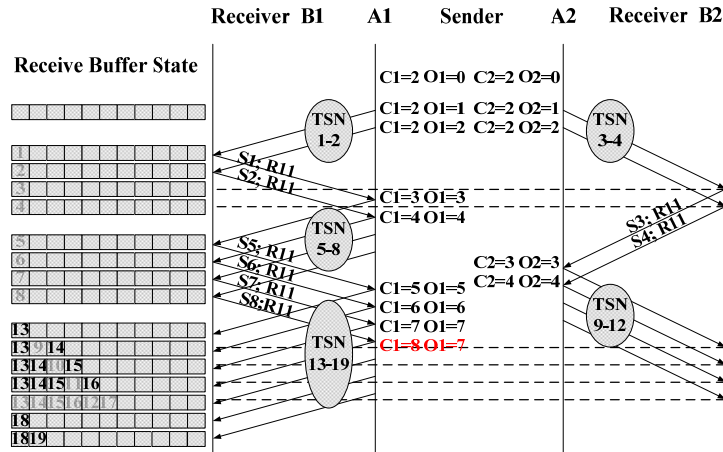 Receiver B1 A1 Sender A2 Receiver B2
Receive Buffer State
C1=2 O1=0 C2=2 O2=0
TSN 1-2
C1=2 O1=1 C2=2 O2=1
C1=2 O1=2 C2=2 O2=2
TSN 3-4
1
2
3
4
S1; R11
S2; R11
C1=3 O1=3
C1=4 O1=4
S3; R11
S4; R11
5
6
7
8
TSN 5-8
S5; R11
S6; R11
S7; R11
S8;R11
C2=3 O2=3
C2=4 O2=4
C1=5 O1=5
C1=6 O1=6
C1=7 O1=7
C1=8 O1=7
TSN 9-12
TSN 13-19
13
13 9 14
13 14 10 15
13 14 15 11 16
13 14 15 16 12 17
18
18 19